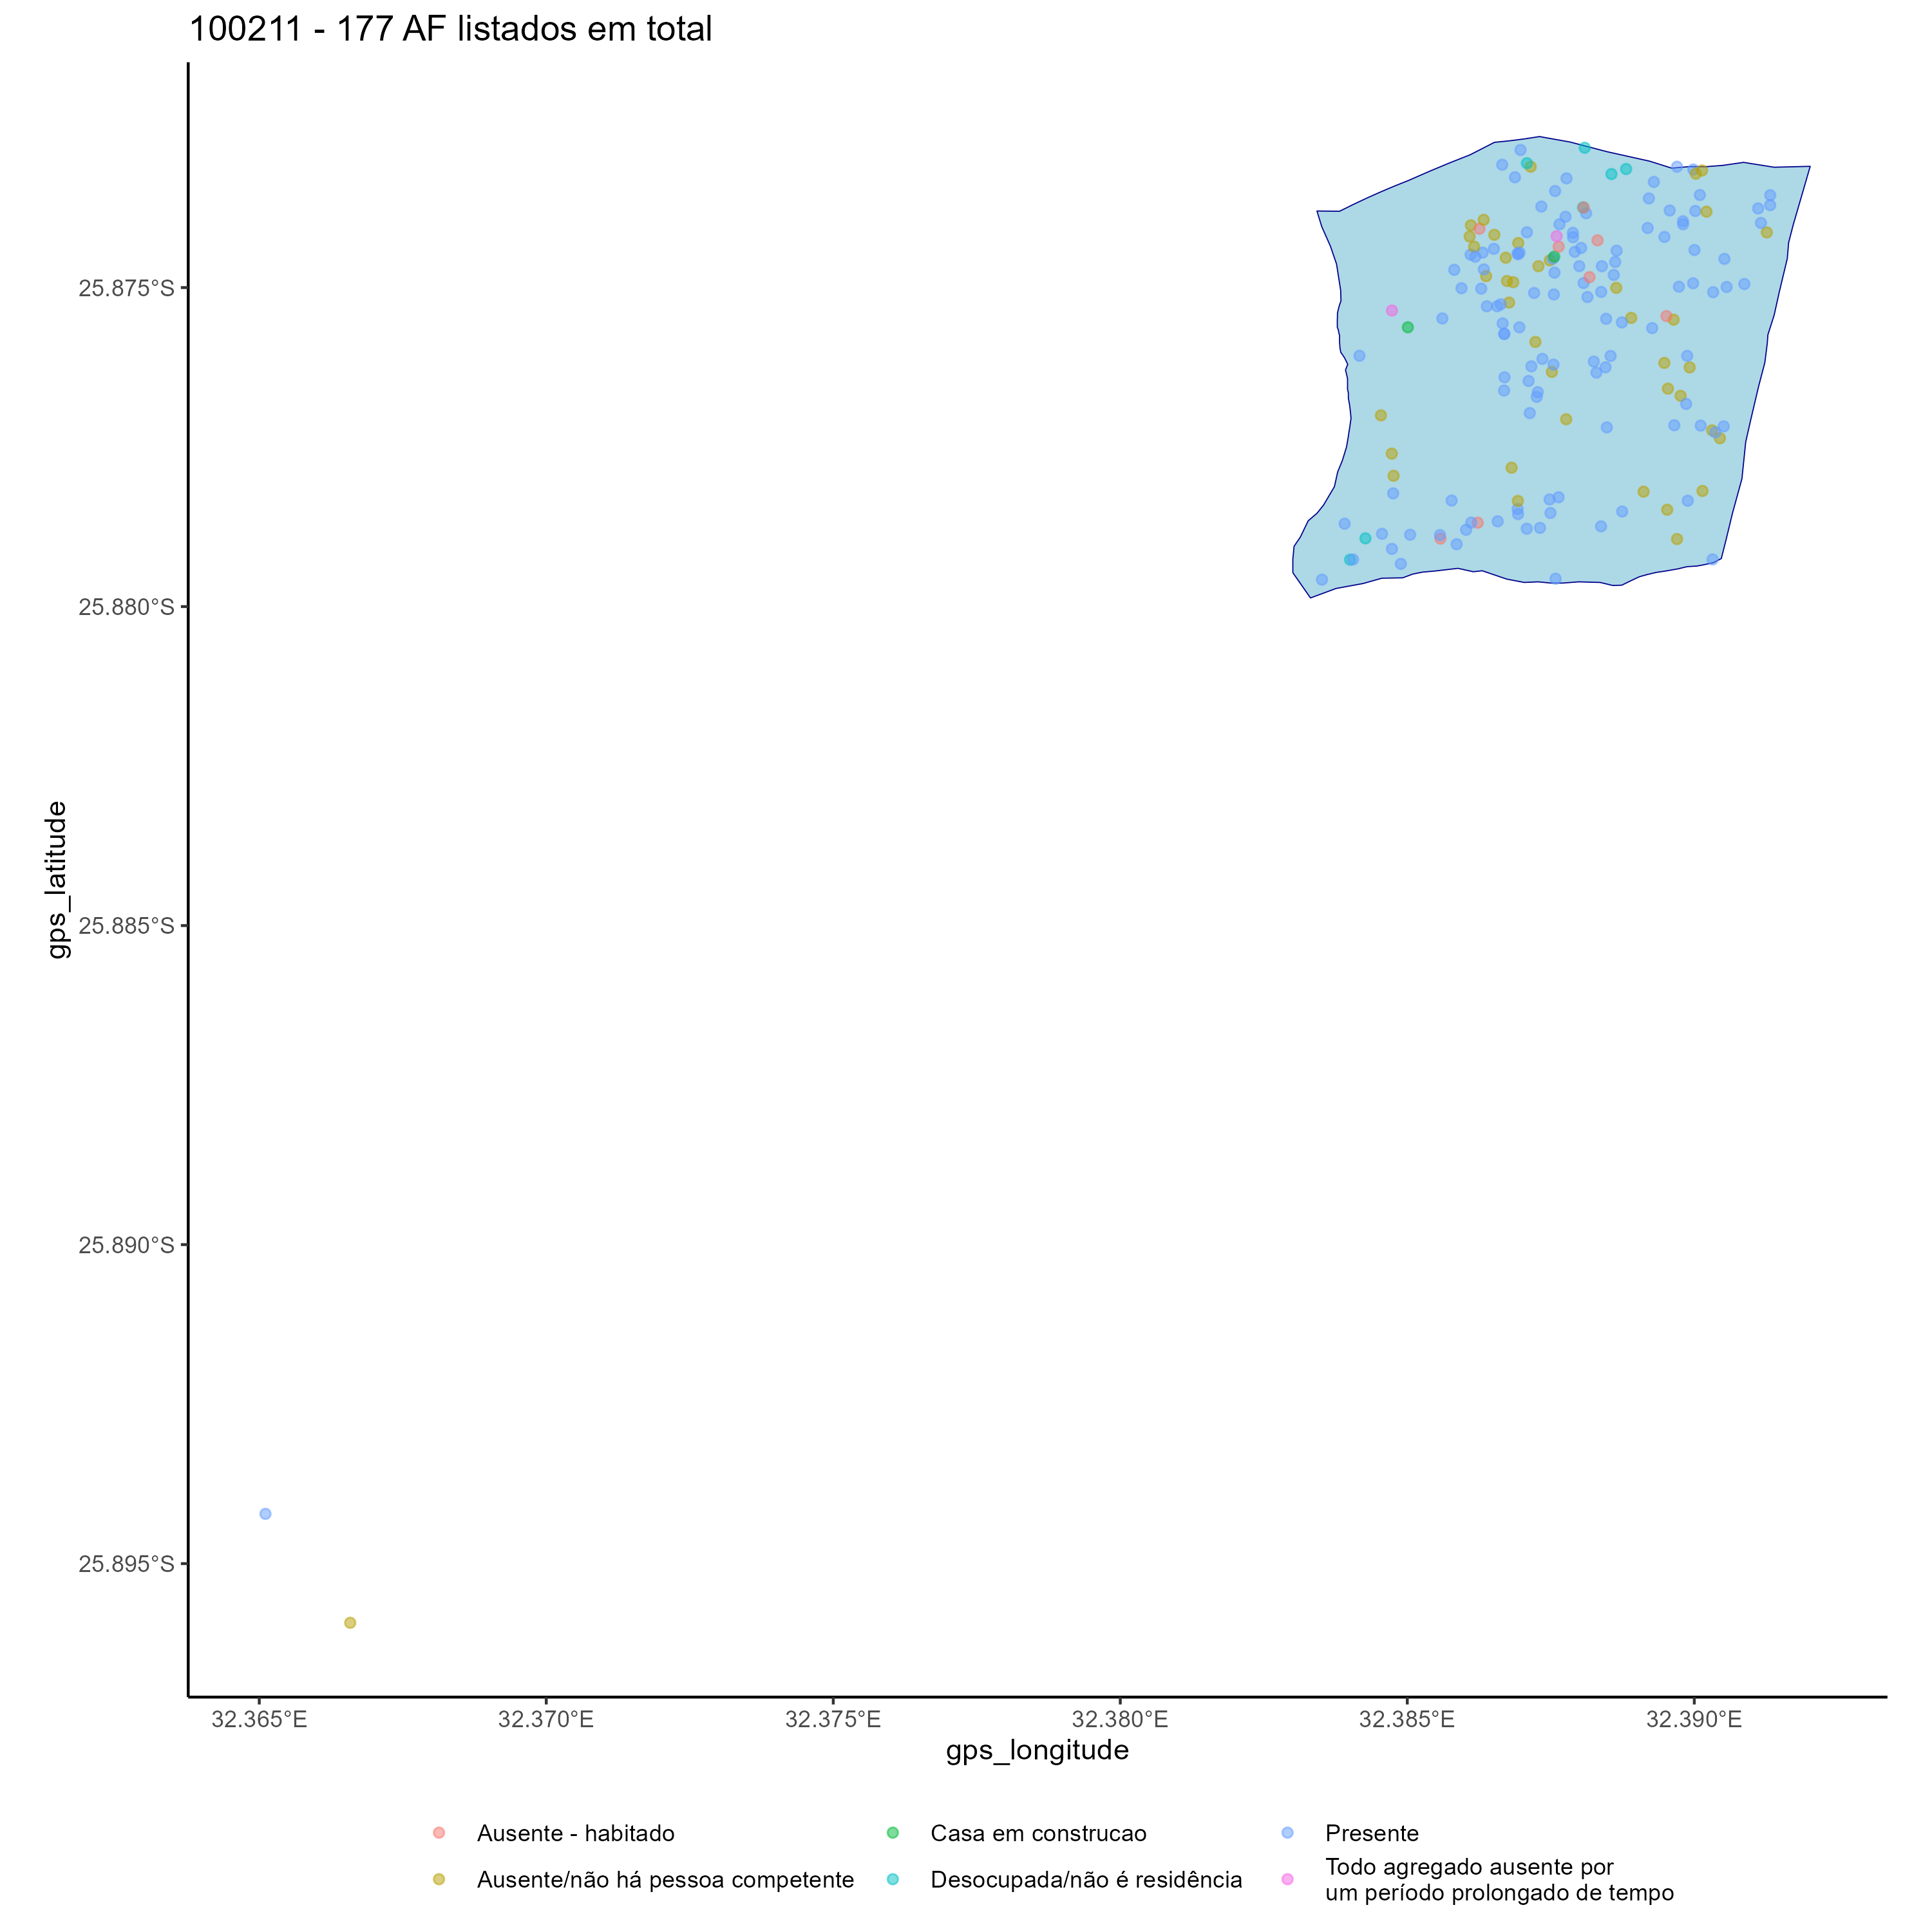 100211 - 177 AF listados em total
gps_latitude
25.875°S
25.880°S
25.885°S
25.890°S
25.895°S
32.365°E
32.370°E
32.375°E
32.380°E
32.385°E
32.390°E
gps_longitude
Ausente - habitado
Casa em construcao
Presente
Ausente/não há pessoa competente
Desocupada/não é residência
Todo agregado ausente por
um período prolongado de tempo